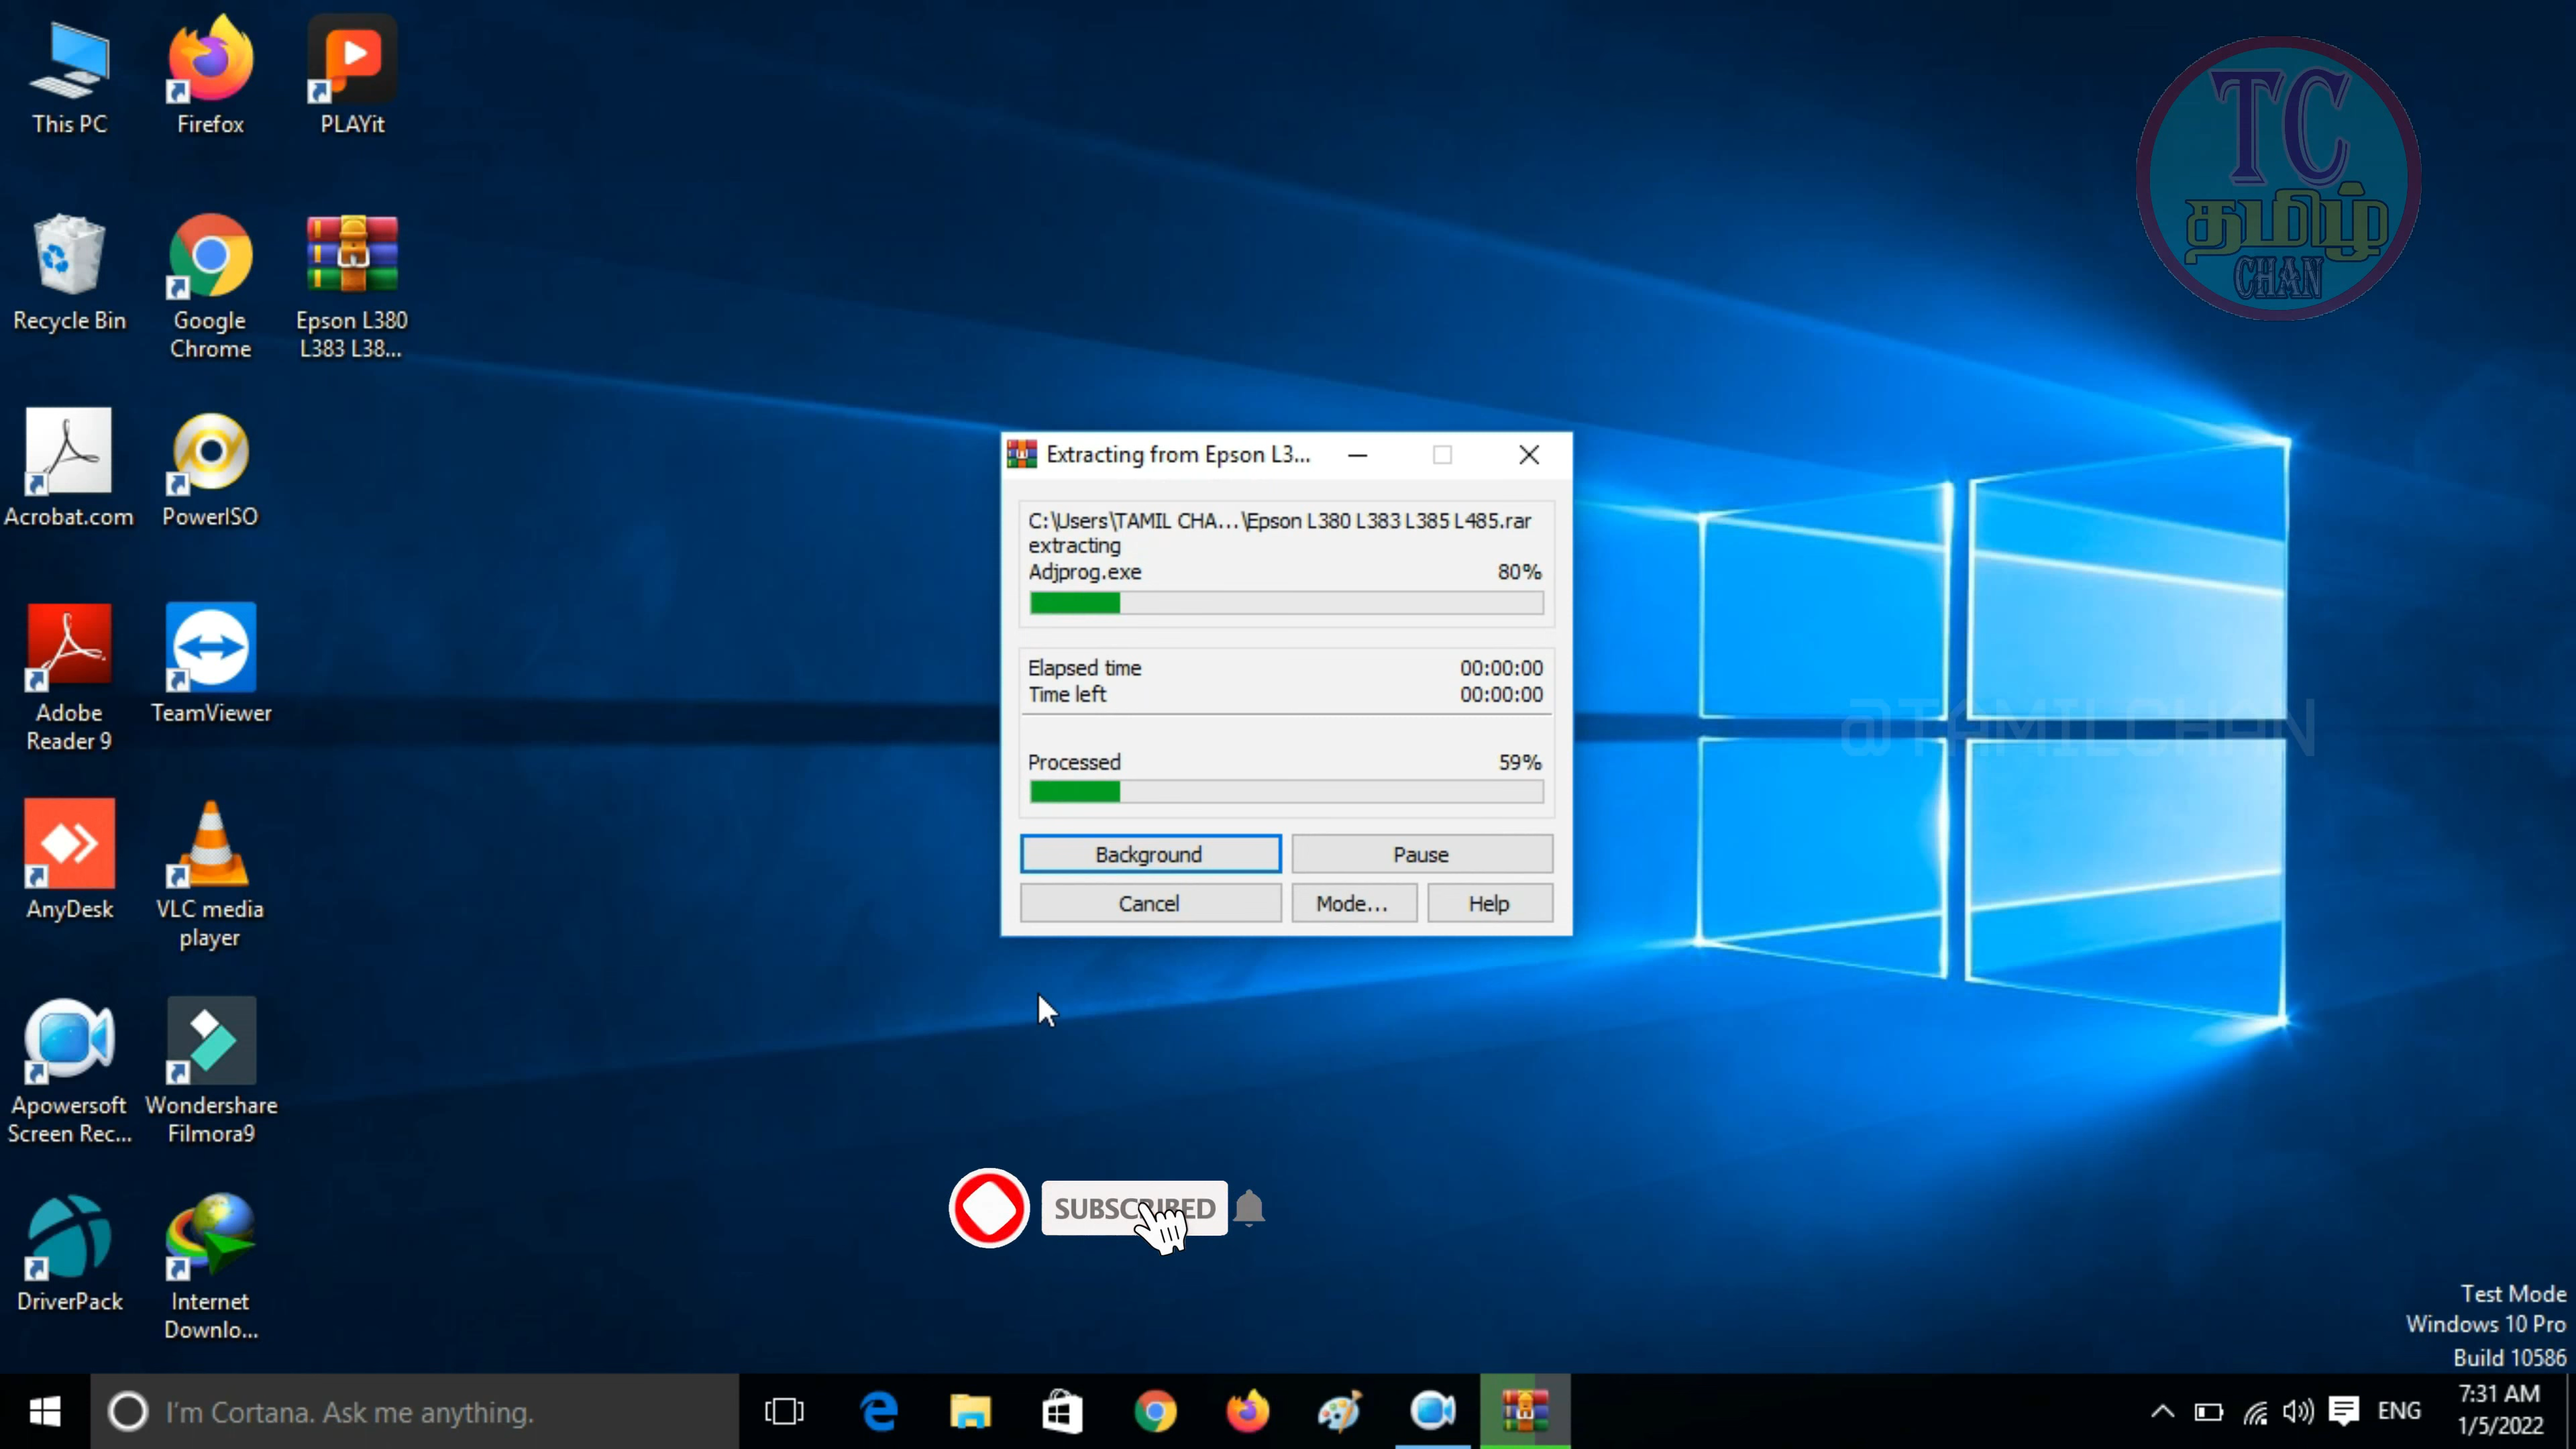 This PC
Firefox
PLAYit
Recycle Bin
Google
Chrome
Epson L380
L383 L38...
Acrobat.com
PowerISO
Adobe
Reader 9
TeamViewer
AnyDesk
VLC media
player
Apowersoft
Screen Rec...
Wondershare
Filmora9
DriverPack
Internet
Downlo...
TC
தமிழ்
CHAN
Extracting from Epson L3...
C:\Users\TAMIL CHA...\Epson L380 L383 L385 L485.rar
extracting
Adjprog.exe 80%
Elapsed time 00:00:00
Time left 00:00:00
Processed 59%
Background Pause
Cancel Mode... Help
@TAMILCHAN
SUBSCRIBED
Test Mode
Windows 10 Pro
Build 10586
I'm Cortana. Ask me anything.
ENG
7:31 AM
1/5/2022